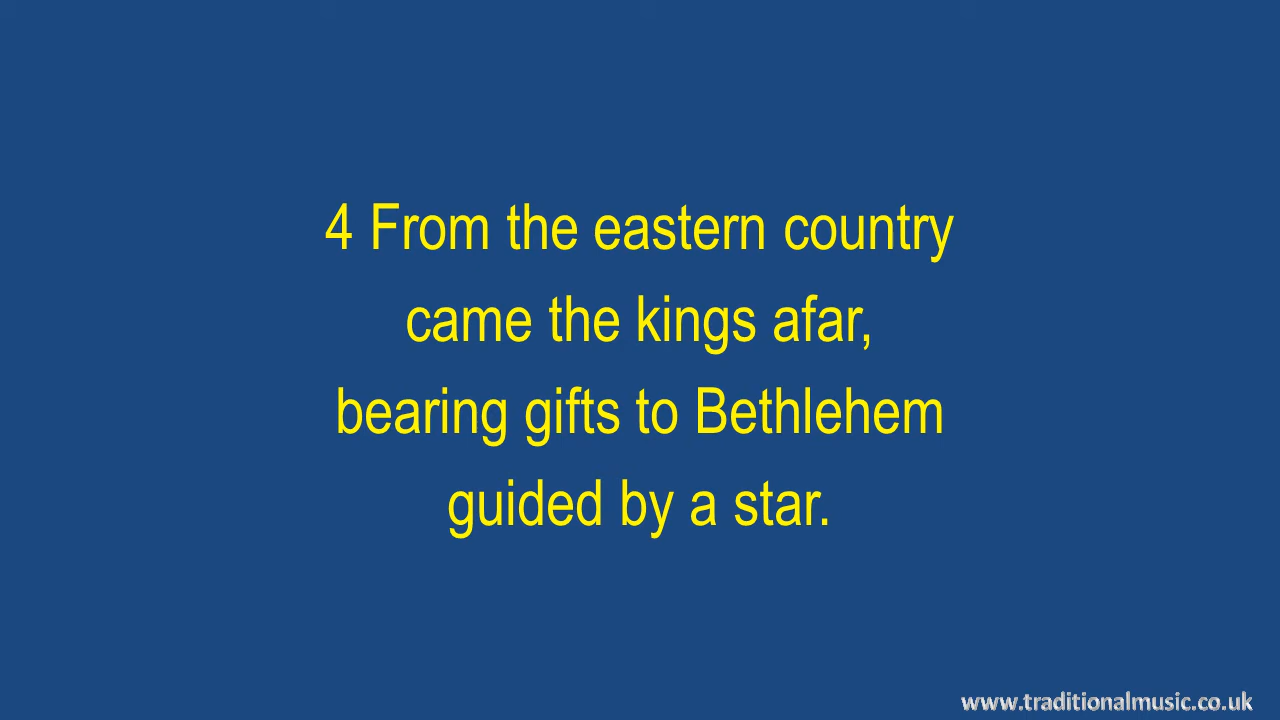 4 From the eastern country
came the kings afar,
bearing gifts to Bethlehem
guided by a star.
www.traditionalmusic.co.uk